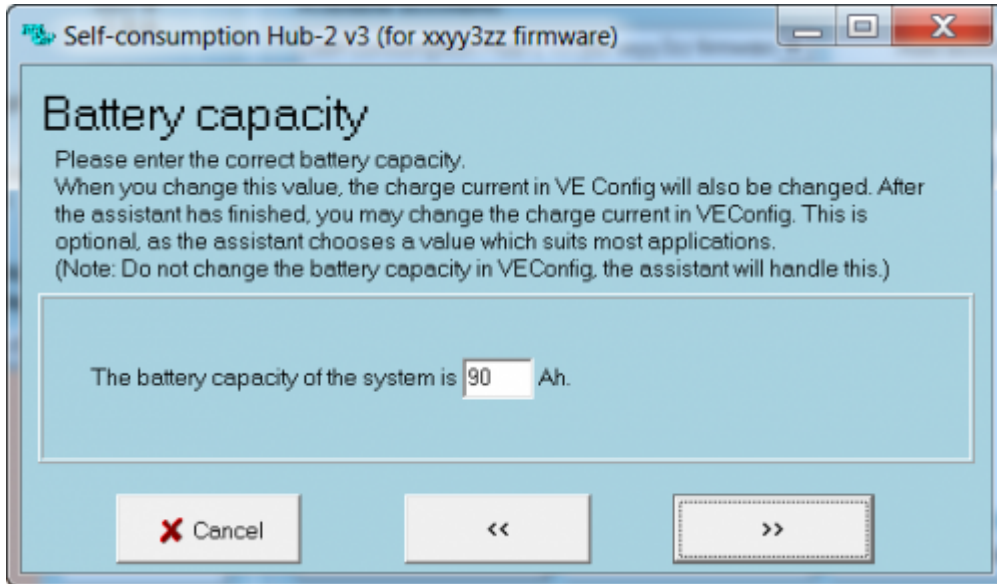 Self-consumption Hub-2 v3 (for xxyy3zz firmware)
Battery capacity
Please enter the correct battery capacity.
When you change this value, the charge current in VE Config will also be changed. After
the assistant has finished, you may change the charge current in VEConfig. This is
optional, as the assistant chooses a value which suits most applications.
(Note: Do not change the battery capacity in VEConfig, the assistant will handle this.)
The battery capacity of the system is 90 Ah.
Cancel << >>